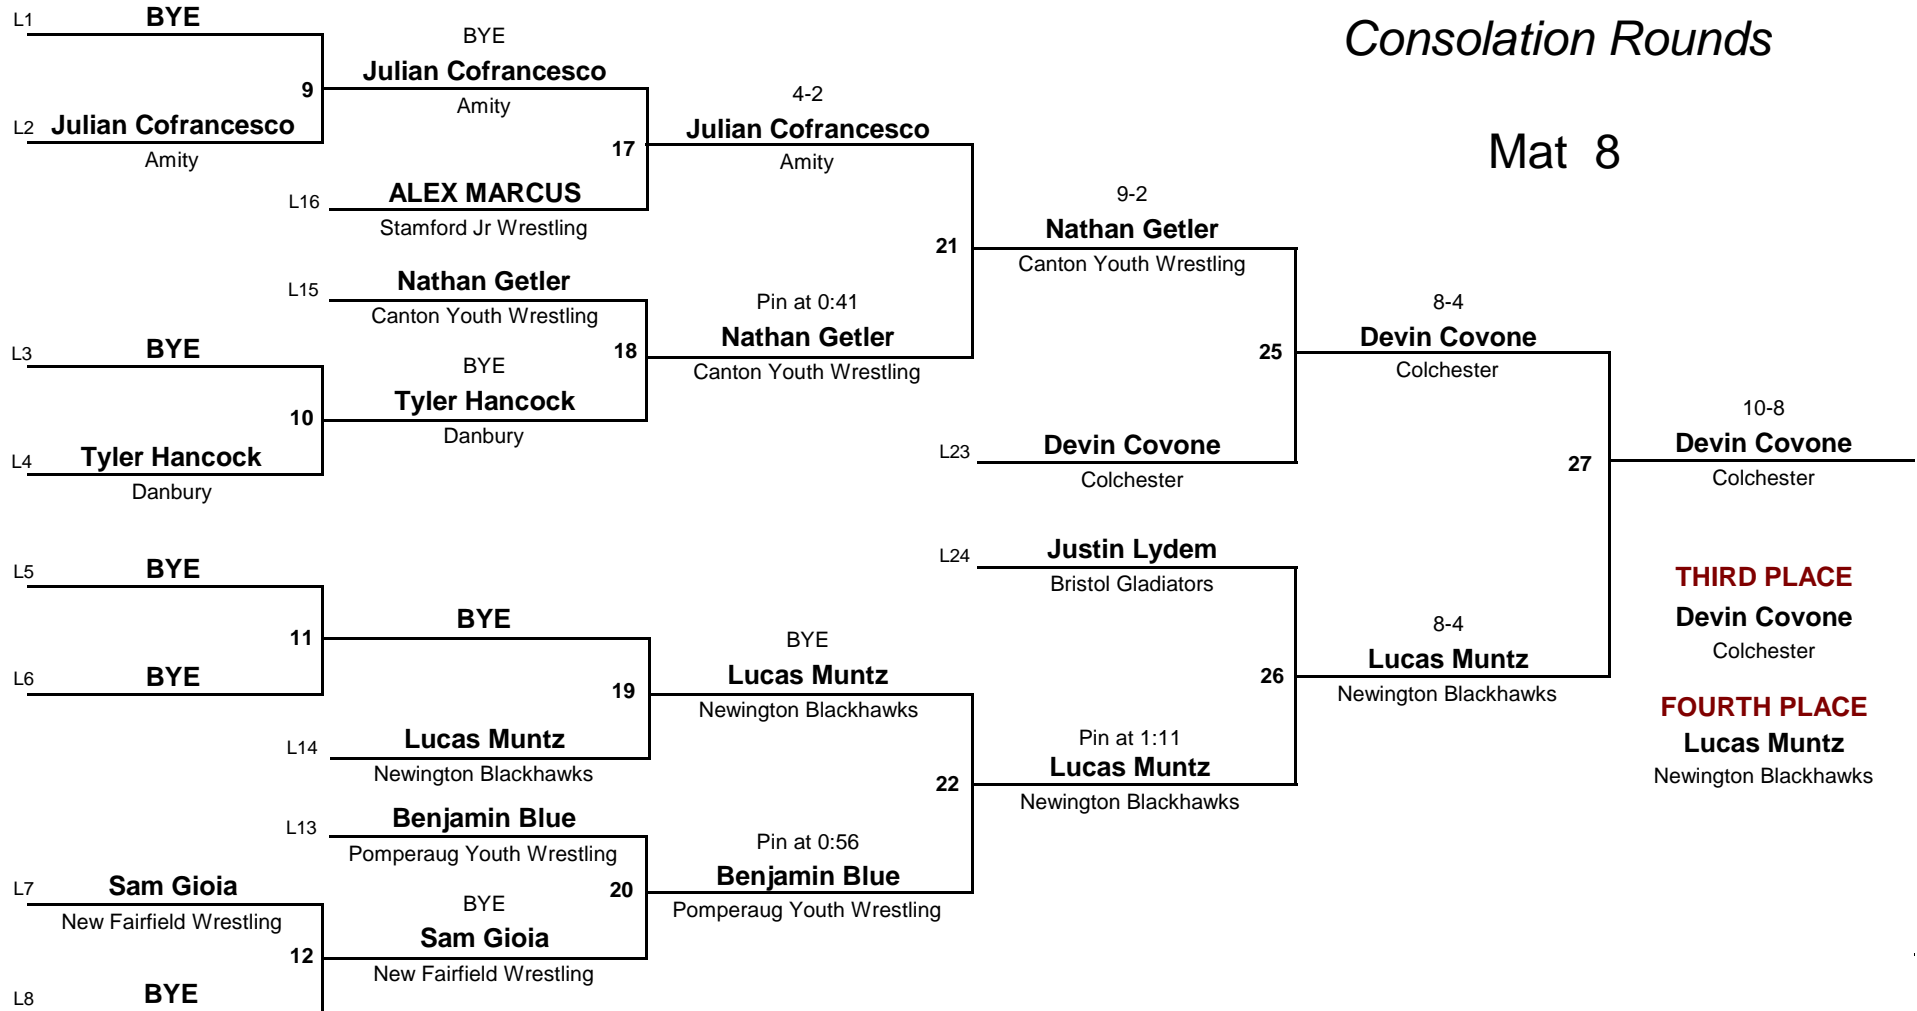 Consolation Rounds
Mat 8
L1 BYE
9
L2 Julian Cofrancesco
Amity
BYE
Julian Cofrancesco
Amity
17
L16 ALEX MARCUS
Stamford Jr Wrestling
4-2
Julian Cofrancesco
Amity
L15 Nathan Getler
Canton Youth Wrestling
18
L3 BYE
10
L4 Tyler Hancock
Danbury
BYE
Tyler Hancock
Danbury
Pin at 0:41
Nathan Getler
Canton Youth Wrestling
21
9-2
Nathan Getler
Canton Youth Wrestling
25
L23 Devin Covone
Colchester
8-4
Devin Covone
Colchester
27
10-8
Devin Covone
Colchester
L5 BYE
11
L6 BYE
BYE
19
L14 Lucas Muntz
Newington Blackhawks
BYE
Lucas Muntz
Newington Blackhawks
22
L13 Benjamin Blue
Pomperaug Youth Wrestling
20
L7 Sam Gioia
New Fairfield Wrestling
12
L8 BYE
BYE
Sam Gioia
New Fairfield Wrestling
Pin at 0:56
Benjamin Blue
Pomperaug Youth Wrestling
L24 Justin Lydem
Bristol Gladiators
26
Pin at 1:11
Lucas Muntz
Newington Blackhawks
8-4
Lucas Muntz
Newington Blackhawks
THIRD PLACE
Devin Covone
Colchester
FOURTH PLACE
Lucas Muntz
Newington Blackhawks